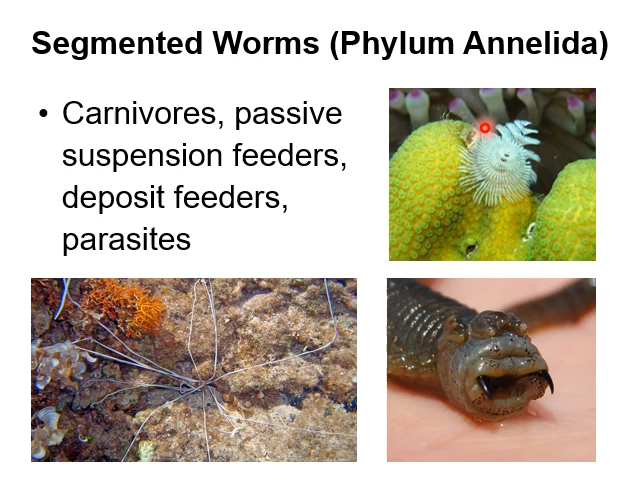 Segmented Worms (Phylum Annelida)
• Carnivores, passive
suspension feeders,
deposit feeders,
parasites